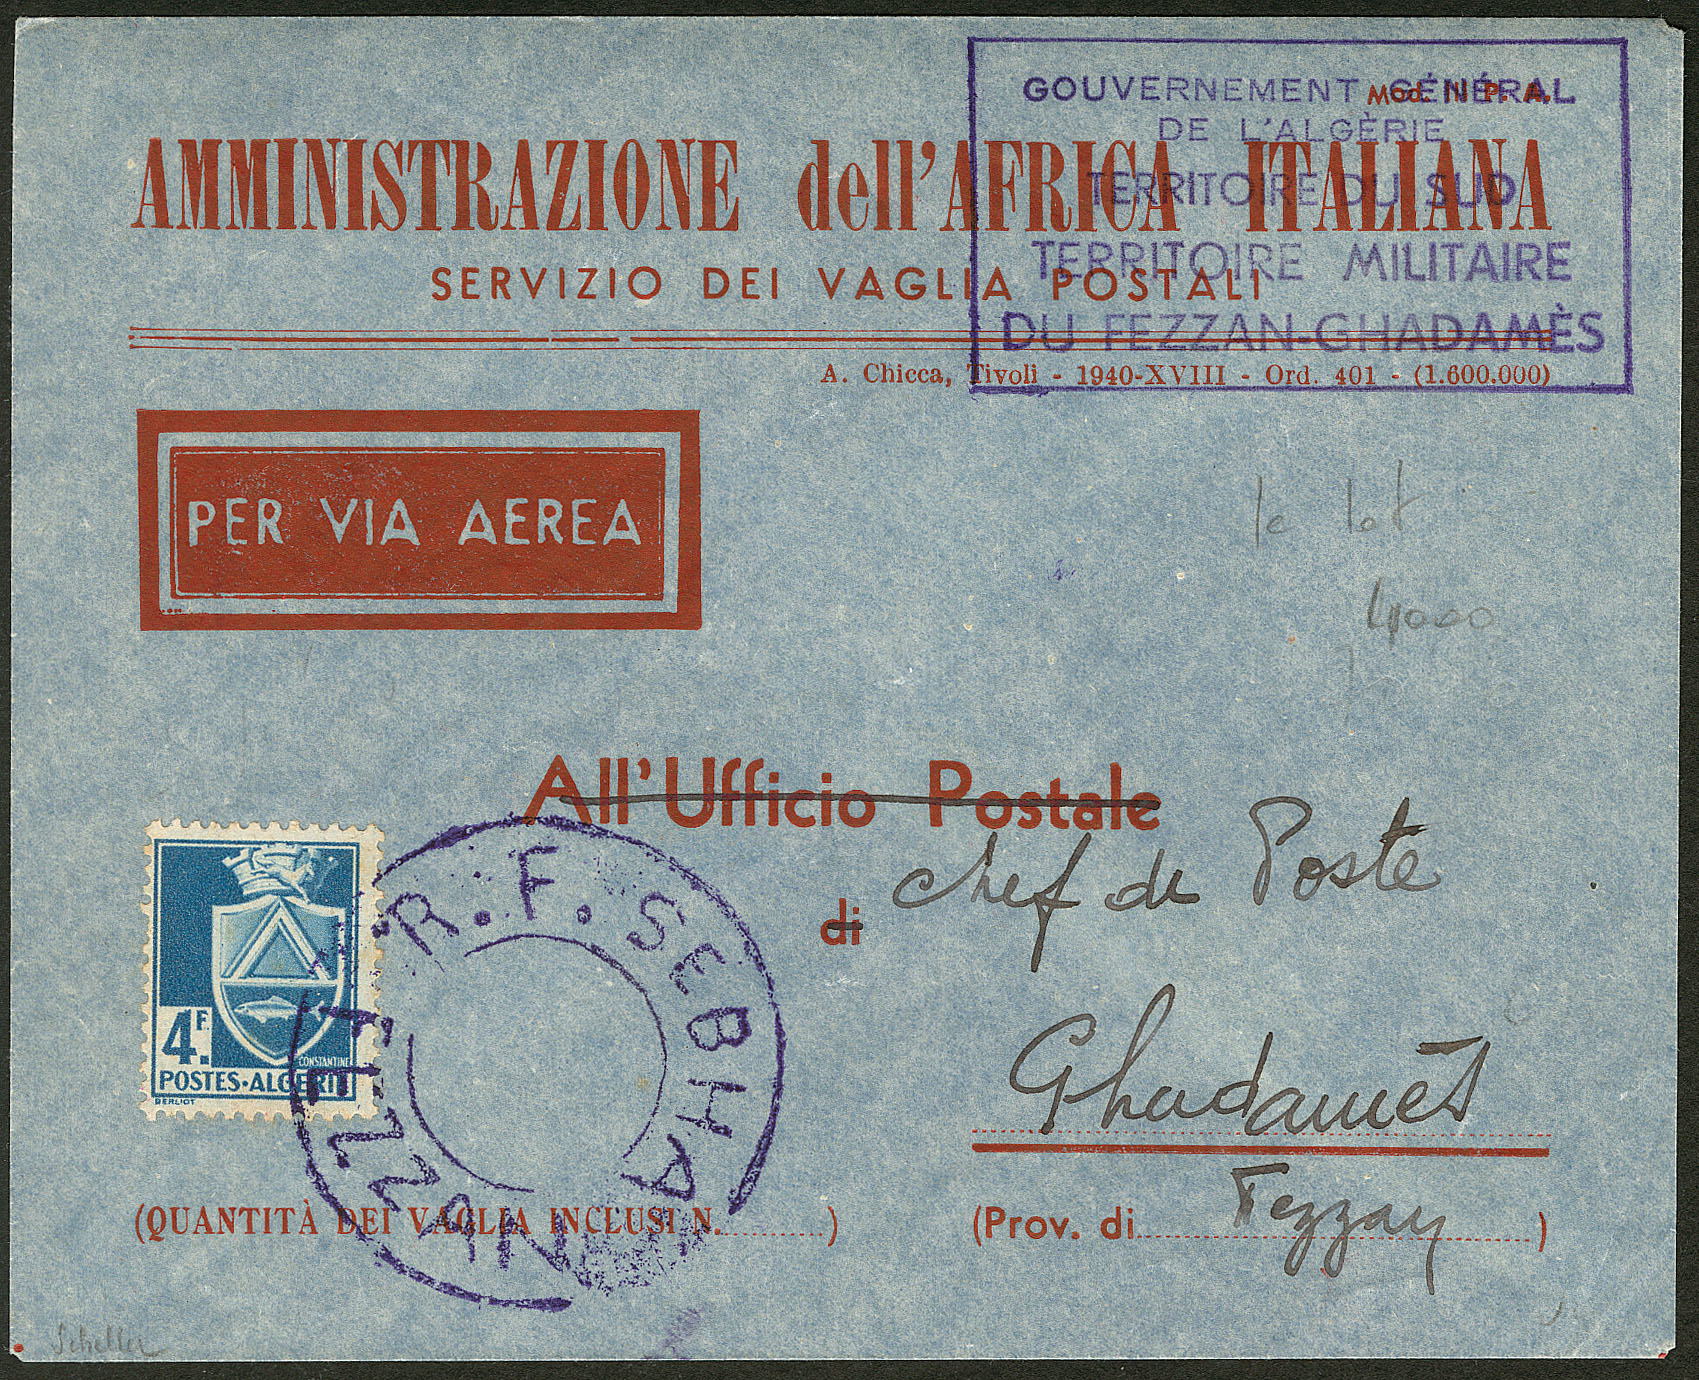 GOUVERNEMENT GÉNÉRAL
DE L'ALGÈRIE
TERRITOIRE DU SUD
TERRITOIRE MILITAIRE
DU FEZZAN-GHADAMÈS
Mod. III P. A.
AMMINISTRAZIONE dell'AFRICA ITALIANA
SERVIZIO DEI VAGLIA POSTALI
A. Chicca, Tivoli - 1940-XVIII - Ord. 401 - (1.600.000)
PER VIA AEREA
le lot
4000
All'Ufficio Postale
di
chef de Poste
Ghadamès
4F.
CONSTANTINE
POSTES-ALGERIE
BERLIOT
R.F. SEBHA
FEZZAN
(QUANTITÀ DEI VAGLIA INCLUSI N. )
(Prov. di Fezzan )
Scheller